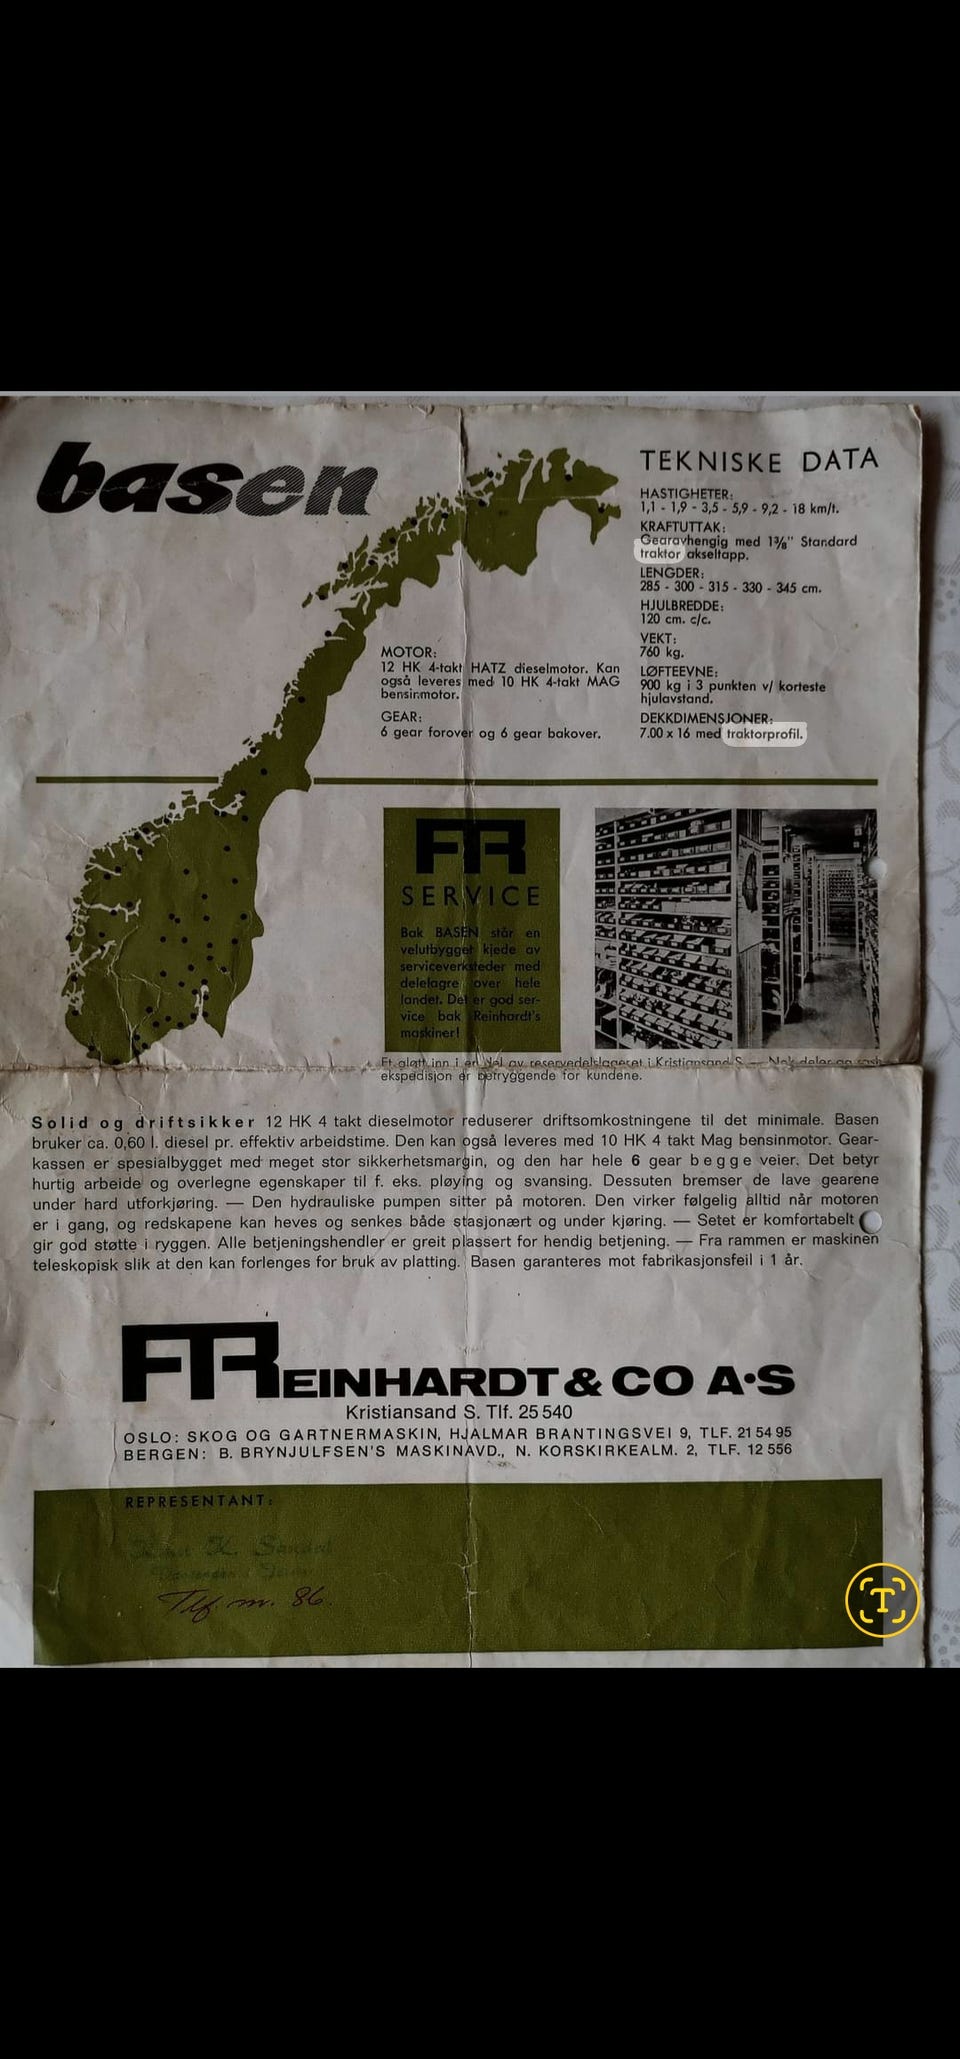 basen
TEKNISKE DATA
HASTIGHETER:
1,1 - 1,9 - 3,5 - 5,9 - 9,2 - 18 km/t.
KRAFTUTTAK:
Gearavhengig med 1⅜" Standard
traktor akseltapp.
LENGDER:
285 - 300 - 315 - 330 - 345 cm.
HJULBREDDE:
120 cm. c/c.
VEKT:
760 kg.
LØFTEEVNE:
900 kg i 3 punkten v/ korteste
hjulavstand.
DEKKDIMENSJONER:
7.00 x 16 med traktorprofil.
MOTOR:
12 HK 4-takt HATZ dieselmotor. Kan
også leveres med 10 HK 4-takt MAG
bensinmotor.
GEAR:
6 gear forover og 6 gear bakover.
FR
SERVICE
Bak BASEN står en
velutbygget kjede av
serviceverksteder med
delelagre over hele
landet. Det er god ser-
vice bak Reinhardt's
maskiner!
Et gløtt inn i en del av reservedelslageret i Kristiansand S — Nok deler og rask
ekspedisjon er betryggende for kundene.
Solid og driftsikker 12 HK 4 takt dieselmotor reduserer driftsomkostningene til det minimale. Basen
bruker ca. 0,60 l. diesel pr. effektiv arbeidstime. Den kan også leveres med 10 HK 4 takt Mag bensinmotor. Gear-
kassen er spesialbygget med meget stor sikkerhetsmargin, og den har hele 6 gear begge veier. Det betyr
hurtig arbeide og overlegne egenskaper til f. eks. pløying og svansing. Dessuten bremser de lave gearene
under hard utforkjøring. — Den hydrauliske pumpen sitter på motoren. Den virker følgelig alltid når motoren
er i gang, og redskapene kan heves og senkes både stasjonært og under kjøring. — Setet er komfortabelt
gir god støtte i ryggen. Alle betjeningshendler er greit plassert for hendig betjening. — Fra rammen er maskinen
teleskopisk slik at den kan forlenges for bruk av platting. Basen garanteres mot fabrikasjonsfeil i 1 år.
FREINHARDT & CO A•S
Kristiansand S. Tlf. 25 540
OSLO: SKOG OG GARTNERMASKIN, HJALMAR BRANTINGSVEI 9, TLF. 21 54 95
BERGEN: B. BRYNJULFSEN'S MASKINAVD., N. KORSKIRKEALM. 2, TLF. 12 556
REPRESENTANT:
K. Sandal
Tlf. nr. 86.